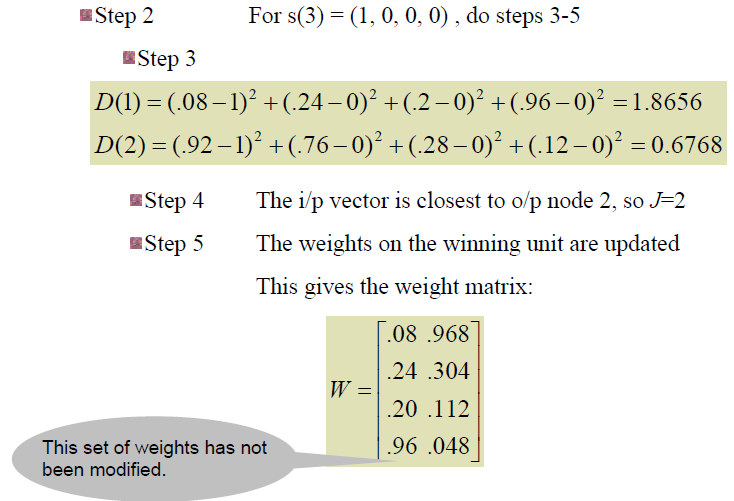 Step 2 For s(3) = (1, 0, 0, 0) , do steps 3-5
Step 3
D(1) = (.08 – 1)² + (.24 – 0)² + (.2 – 0)² + (.96 – 0)² = 1.8656
D(2) = (.92 – 1)² + (.76 – 0)² + (.28 – 0)² + (.12 – 0)² = 0.6768
Step 4 The i/p vector is closest to o/p node 2, so J=2
Step 5 The weights on the winning unit are updated
This gives the weight matrix:
.08 .968
.24 .304
W =
.20 .112
.96 .048
This set of weights has not
been modified.